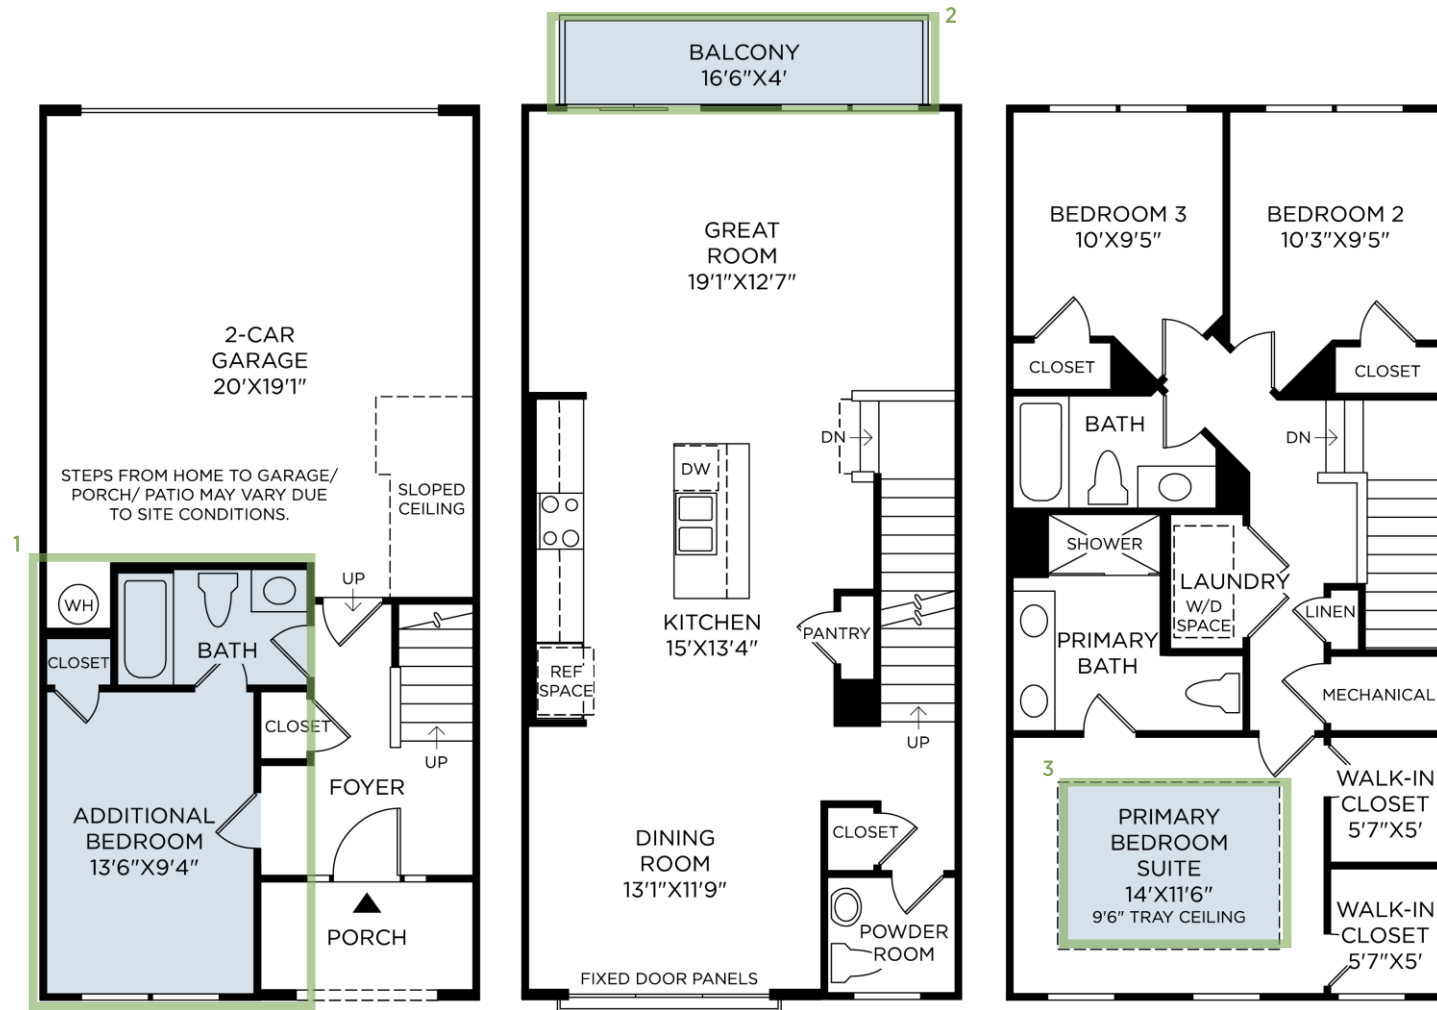 2-CAR
GARAGE
20'X19'1"
STEPS FROM HOME TO GARAGE/
PORCH/ PATIO MAY VARY DUE
TO SITE CONDITIONS.
SLOPED
CEILING
1
UP
WH
BATH
CLOSET
CLOSET
UP
FOYER
ADDITIONAL
BEDROOM
13'6"X9'4"
PORCH
2
BALCONY
16'6"X4'
GREAT
ROOM
19'1"X12'7"
DN
DW
KITCHEN
15'X13'4"
PANTRY
REF
SPACE
UP
DINING
ROOM
13'1"X11'9"
CLOSET
POWDER
ROOM
FIXED DOOR PANELS
BEDROOM 3
10'X9'5"
BEDROOM 2
10'3"X9'5"
CLOSET
CLOSET
BATH
DN
SHOWER
LAUNDRY
W/D
SPACE
LINEN
PRIMARY
BATH
MECHANICAL
3
PRIMARY
BEDROOM
SUITE
14'X11'6"
9'6" TRAY CEILING
WALK-IN
CLOSET
5'7"X5'
WALK-IN
CLOSET
5'7"X5'